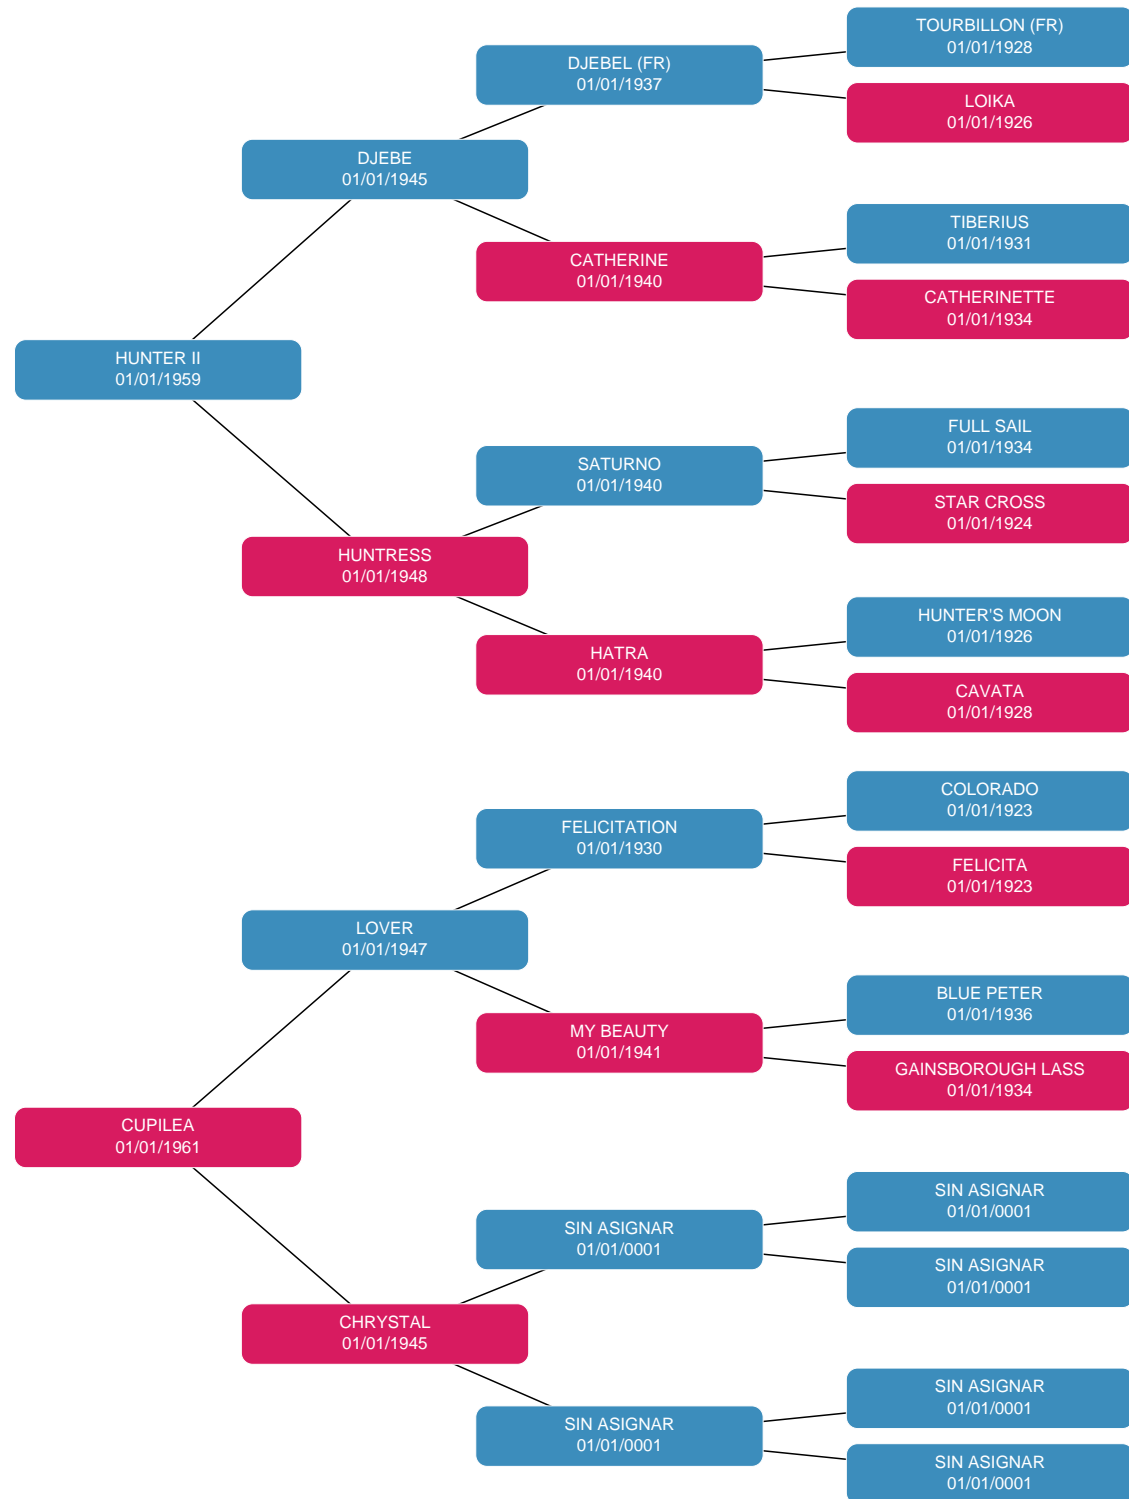 TOURBILLON (FR)
01/01/1928
DJEBEL (FR)
01/01/1937
LOIKA
01/01/1926
DJEBE
01/01/1945
TIBERIUS
01/01/1931
CATHERINE
01/01/1940
CATHERINETTE
01/01/1934
HUNTER II
01/01/1959
FULL SAIL
01/01/1934
SATURNO
01/01/1940
STAR CROSS
01/01/1924
HUNTRESS
01/01/1948
HUNTER'S MOON
01/01/1926
HATRA
01/01/1940
CAVATA
01/01/1928
COLORADO
01/01/1923
FELICITATION
01/01/1930
FELICITA
01/01/1923
LOVER
01/01/1947
BLUE PETER
01/01/1936
MY BEAUTY
01/01/1941
GAINSBOROUGH LASS
01/01/1934
CUPILEA
01/01/1961
SIN ASIGNAR
01/01/0001
SIN ASIGNAR
01/01/0001
SIN ASIGNAR
01/01/0001
CHRYSTAL
01/01/1945
SIN ASIGNAR
01/01/0001
SIN ASIGNAR
01/01/0001
SIN ASIGNAR
01/01/0001